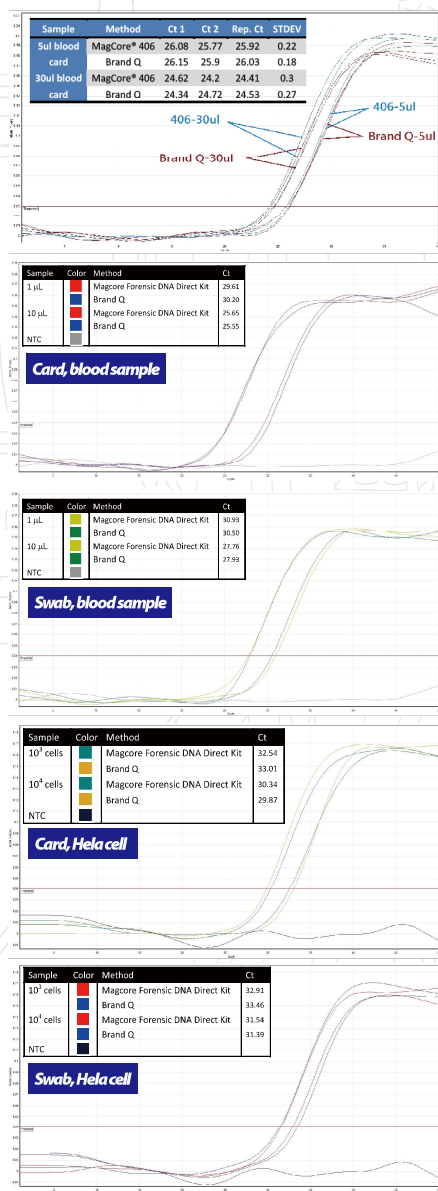 Sample Method Ct 1 Ct 2 Rep. Ct STDEV
5ul blood MagCore® 406 26.08 25.77 25.92 0.22
card Brand Q 26.15 25.9 26.03 0.18
30ul blood MagCore® 406 24.62 24.2 24.41 0.3
card Brand Q 24.34 24.72 24.53 0.27
406-30ul
406-5ul
Brand Q-30ul
Brand Q-5ul
Sample Color Method Ct
1 μL Magcore Forensic DNA Direct Kit 29.61
Brand Q 30.20
10 μL Magcore Forensic DNA Direct Kit 25.65
Brand Q 25.55
NTC
Card, blood sample
Sample Color Method Ct
1 μL Magcore Forensic DNA Direct Kit 30.93
Brand Q 30.50
10 μL Magcore Forensic DNA Direct Kit 27.76
Brand Q 27.93
NTC
Swab, blood sample
Sample Color Method Ct
10³ cells Magcore Forensic DNA Direct Kit 32.54
Brand Q 33.01
10⁴ cells Magcore Forensic DNA Direct Kit 30.34
Brand Q 29.87
NTC
Card, Hela cell
Sample Color Method Ct
10³ cells Magcore Forensic DNA Direct Kit 32.91
Brand Q 33.46
10⁴ cells Magcore Forensic DNA Direct Kit 31.54
Brand Q 31.39
NTC
Swab, Hela cell